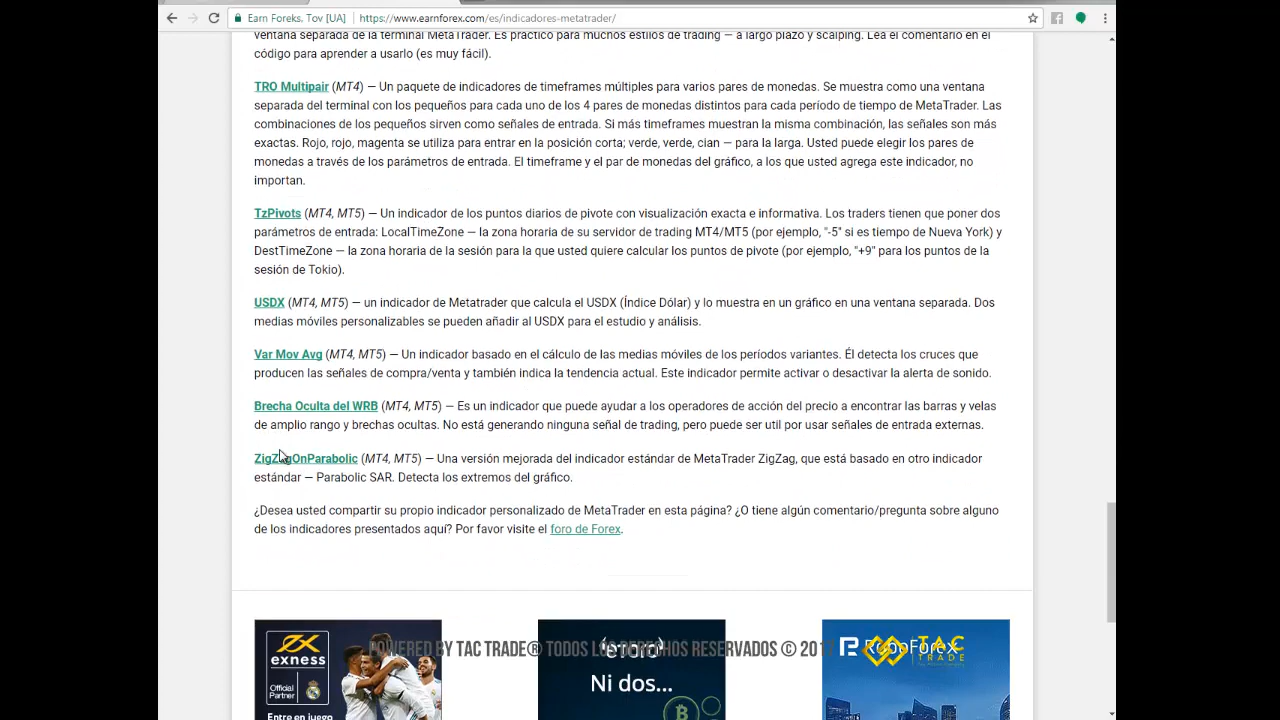 Earn Foreks, Tov [UA] https://www.earnforex.com/es/indicadores-metatrader/
ventana separada de la terminal MetaTrader. Es práctico para muchos estilos de trading — a largo plazo y scalping. Lea el comentario en el
código para aprender a usarlo (es muy fácil).
TRO Multipair (MT4) — Un paquete de indicadores de timeframes múltiples para varios pares de monedas. Se muestra como una ventana
separada del terminal con los pequeños para cada uno de los 4 pares de monedas distintos para cada período de tiempo de MetaTrader. Las
combinaciones de los pequeños sirven como señales de entrada. Si más timeframes muestran la misma combinación, las señales son más
exactas. Rojo, rojo, magenta se utiliza para entrar en la posición corta; verde, verde, cian — para la larga. Usted puede elegir los pares de
monedas a través de los parámetros de entrada. El timeframe y el par de monedas del gráfico, a los que usted agrega este indicador, no
importan.
TzPivots (MT4, MT5) — Un indicador de los puntos diarios de pivote con visualización exacta e informativa. Los traders tienen que poner dos
parámetros de entrada: LocalTimeZone — la zona horaria de su servidor de trading MT4/MT5 (por ejemplo, "-5" si es tiempo de Nueva York) y
DestTimeZone — la zona horaria de la sesión para la que usted quiere calcular los puntos de pivote (por ejemplo, "+9" para los puntos de la
sesión de Tokio).
USDX (MT4, MT5) — un indicador de Metatrader que calcula el USDX (Índice Dólar) y lo muestra en un gráfico en una ventana separada. Dos
medias móviles personalizables se pueden añadir al USDX para el estudio y análisis.
Var Mov Avg (MT4, MT5) — Un indicador basado en el cálculo de las medias móviles de los períodos variantes. Él detecta los cruces que
producen las señales de compra/venta y también indica la tendencia actual. Este indicador permite activar o desactivar la alerta de sonido.
Brecha Oculta del WRB (MT4, MT5) — Es un indicador que puede ayudar a los operadores de acción del precio a encontrar las barras y velas
de amplio rango y brechas ocultas. No está generando ninguna señal de trading, pero puede ser util por usar señales de entrada externas.
ZigZagOnParabolic (MT4, MT5) — Una versión mejorada del indicador estándar de MetaTrader ZigZag, que está basado en otro indicador
estándar — Parabolic SAR. Detecta los extremos del gráfico.
¿Desea usted compartir su propio indicador personalizado de MetaTrader en esta página? ¿O tiene algún comentario/pregunta sobre alguno
de los indicadores presentados aquí? Por favor visite el foro de Forex.
POWERED BY TAC TRADE® TODOS LOS DERECHOS RESERVADOS © 2017
TAC
TRADE
RoboForex
exness
Official
Partner
Entre en juego
Ni dos...